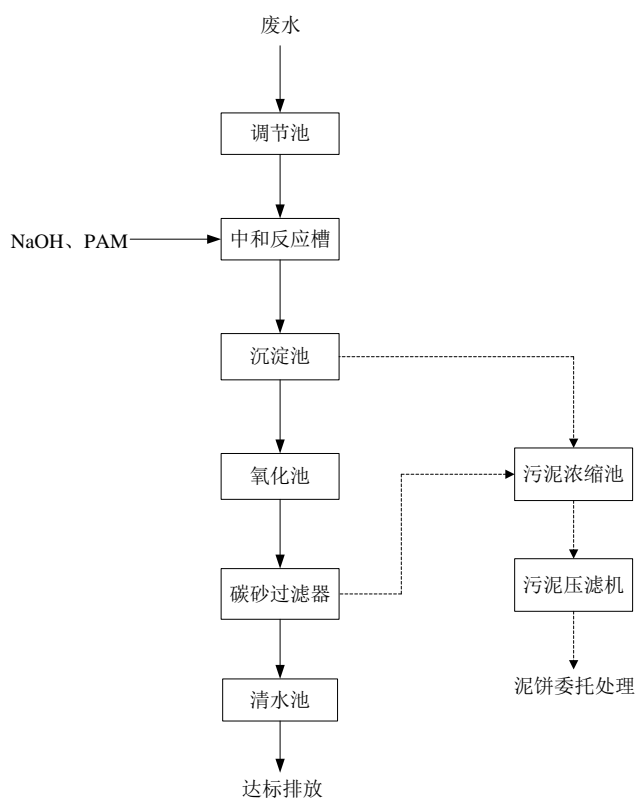 废水
调节池
NaOH、PAM
中和反应槽
沉淀池
氧化池
污泥浓缩池
碳砂过滤器
污泥压滤机
清水池
泥饼委托处理
达标排放